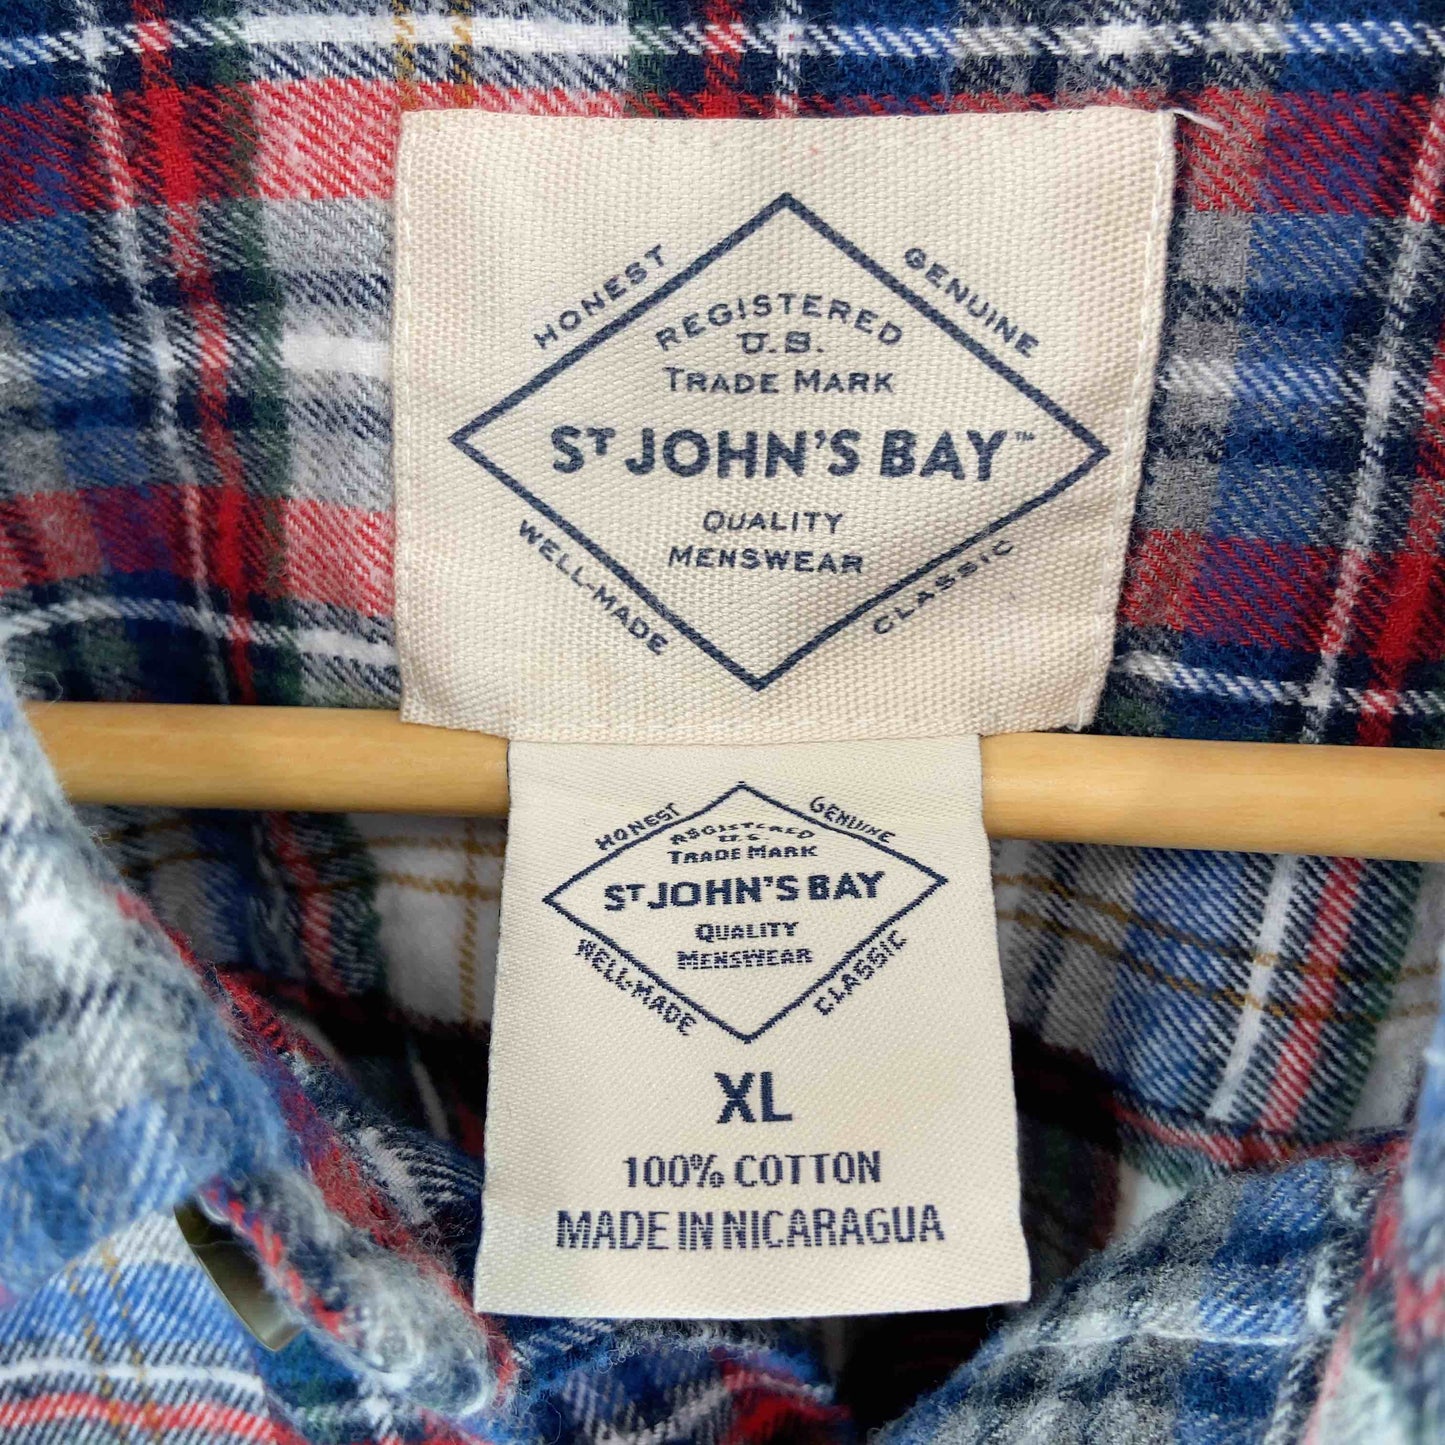 HONEST
GENUINE
REGISTERED
U.S.
TRADE MARK
ST JOHN'S BAY™
QUALITY
MENSWEAR
WELL-MADE
CLASSIC
HONEST
GENUINE
REGISTERED
U.S.
TRADE MARK
ST JOHN'S BAY
QUALITY
MENSWEAR
WELL-MADE
CLASSIC
XL
100% COTTON
MADE IN NICARAGUA